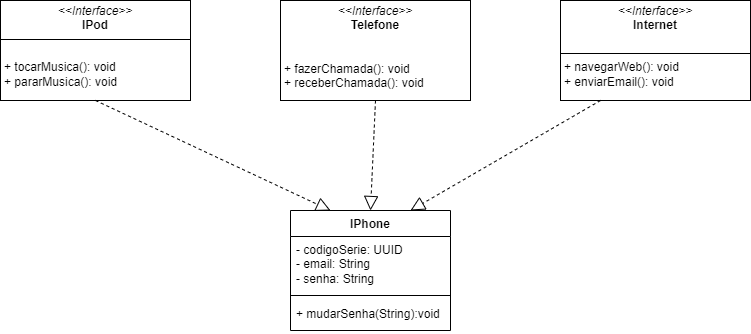 <<Interface>>
IPod
+ tocarMusica(): void
+ pararMusica(): void
<<Interface>>
Telefone
+ fazerChamada(): void
+ receberChamada(): void
<<Interface>>
Internet
+ navegarWeb(): void
+ enviarEmail(): void
IPhone
- codigoSerie: UUID
- email: String
- senha: String
+ mudarSenha(String):void